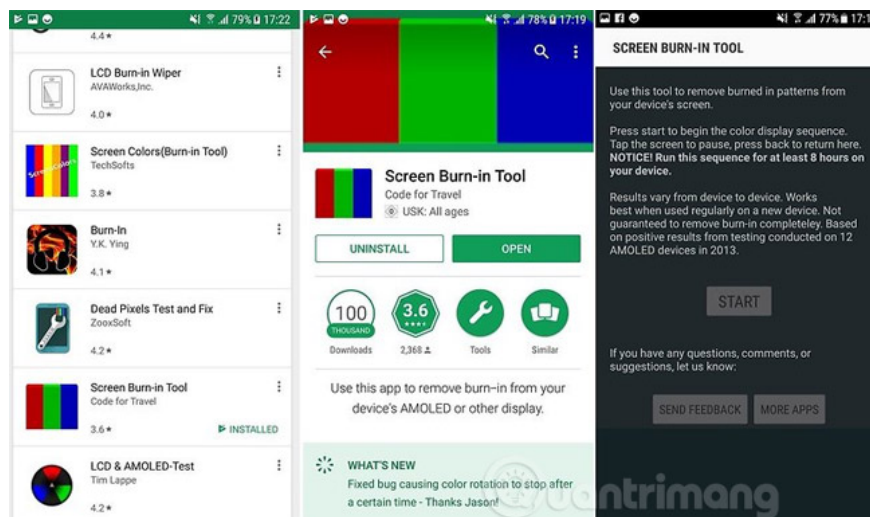 79% 17:22
4.4★
LCD Burn-in Wiper
AVAWorks,Inc.
4.0★
Screen Colors(Burn-in Tool)
TechSofts
ScreenColors
3.8★
Burn-In
Y.K. Ying
4.1★
Dead Pixels Test and Fix
ZooxSoft
4.2★
Screen Burn-in Tool
Code for Travel
3.6★
INSTALLED
LCD & AMOLED-Test
Tim Lappe
4.2★
78% 17:19
Screen Burn-in Tool
Code for Travel
USK: All ages
UNINSTALL OPEN
100
THOUSAND
3.6
Downloads 2,368 Tools Similar
Use this app to remove burn-in from your
device's AMOLED or other display.
WHAT'S NEW
Fixed bug causing color rotation to stop after
a certain time - Thanks Jason!
77% 17:1
SCREEN BURN-IN TOOL
Use this tool to remove burned in patterns from
your device's screen.
Press start to begin the color display sequence.
Tap the screen to pause, press back to return here.
NOTICE! Run this sequence for at least 8 hours on
your device.
Results vary from device to device. Works
best when used regularly on a new device. Not
guaranteed to remove burn-in completeley. Based
on positive results from testing conducted on 12
AMOLED devices in 2013.
START
If you have any questions, comments, or
suggestions, let us know:
SEND FEEDBACK MORE APPS
uantrimang